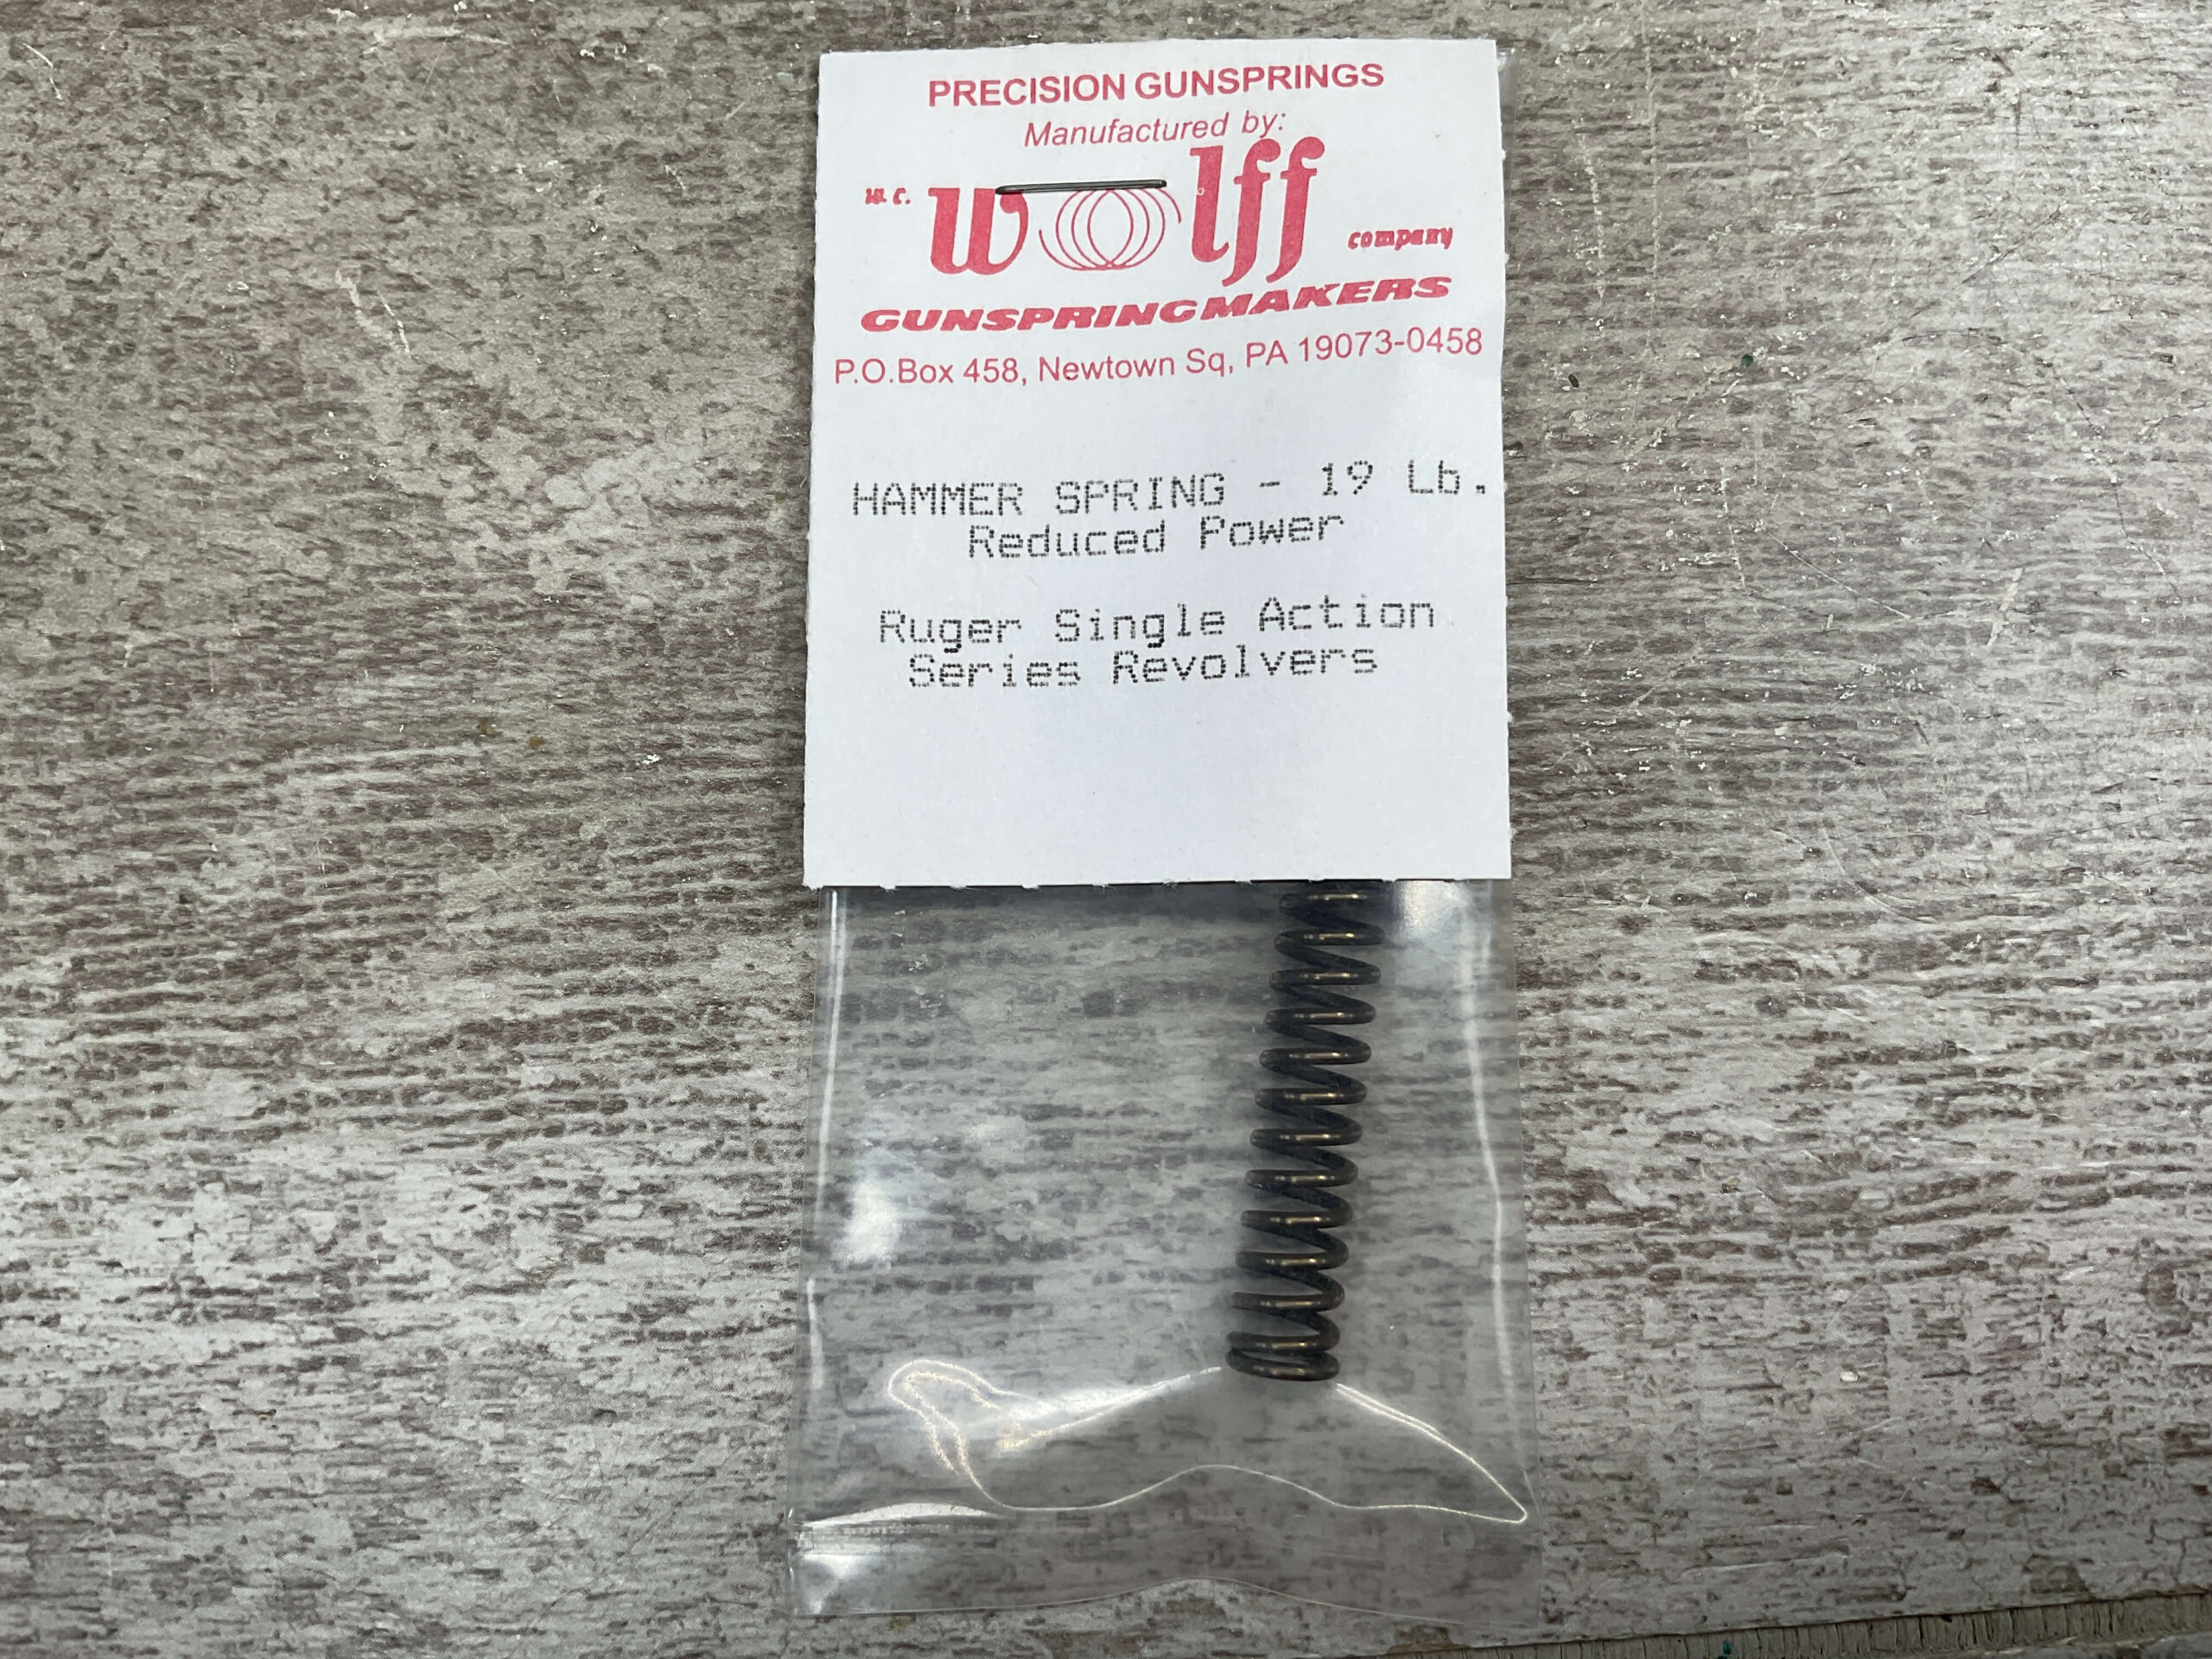 PRECISION GUNSPRINGS
Manufactured by:
w.c. wolff company
GUNSPRINGMAKERS
P.O.Box 458, Newtown Sq, PA 19073-0458
HAMMER SPRING - 19 Lb.
Reduced Power
Ruger Single Action
Series Revolvers